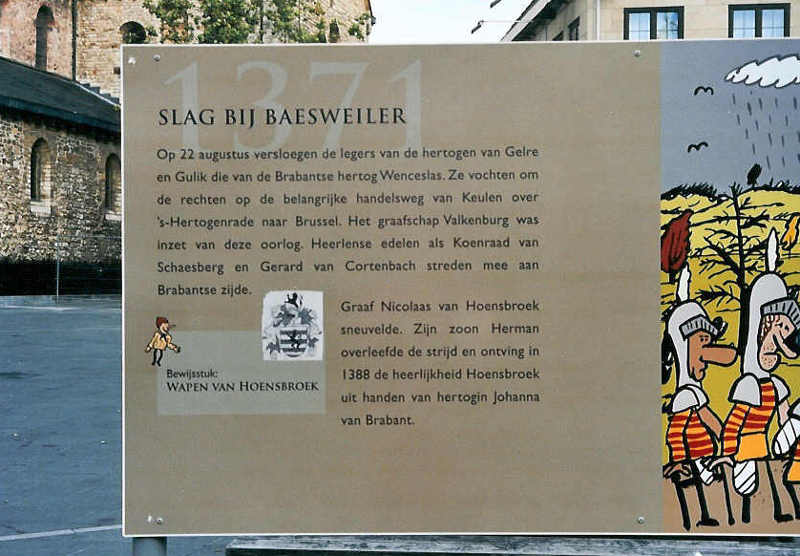 1371
SLAG BIJ BAESWEILER
Op 22 augustus versloegen de legers van de hertogen van Gelre
en Gulik die van de Brabantse hertog Wenceslas. Ze vochten om
de rechten op de belangrijke handelsweg van Keulen over
's-Hertogenrade naar Brussel. Het graafschap Valkenburg was
inzet van deze oorlog. Heerlense edelen als Koenraad van
Schaesberg en Gerard van Cortenbach streden mee aan
Brabantse zijde.
Graaf Nicolaas van Hoensbroek
sneuvelde. Zijn zoon Herman
overleefde de strijd en ontving in
1388 de heerlijkheid Hoensbroek
uit handen van hertogin Johanna
van Brabant.
Bewijsstuk:
WAPEN VAN HOENSBROEK